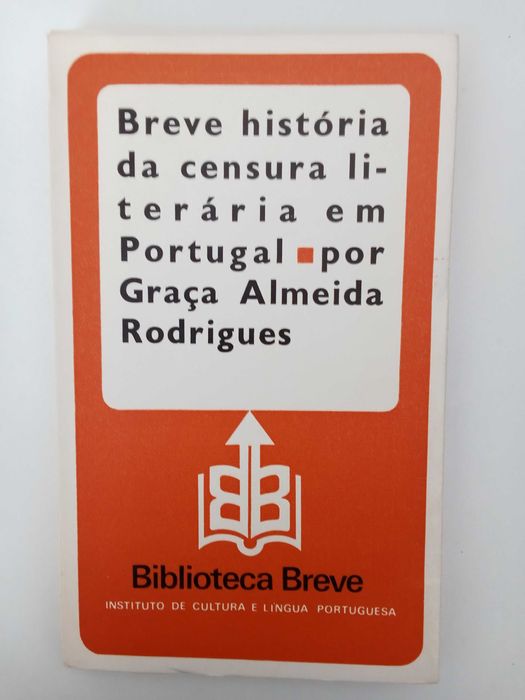 Breve história
da censura li-
terária em
Portugal ▪ por
Graça Almeida
Rodrigues
BB
Biblioteca Breve
INSTITUTO DE CULTURA E LÍNGUA PORTUGUESA